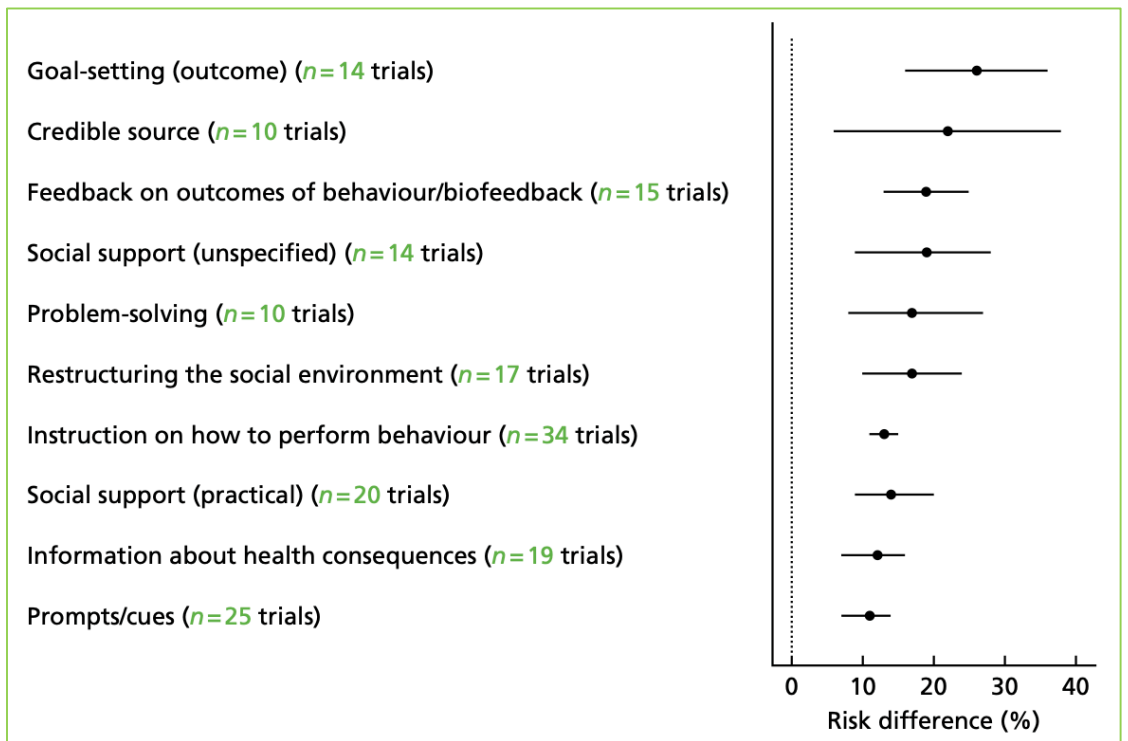 Goal-setting (outcome) (n=14 trials)
Credible source (n=10 trials)
Feedback on outcomes of behaviour/biofeedback (n=15 trials)
Social support (unspecified) (n=14 trials)
Problem-solving (n=10 trials)
Restructuring the social environment (n=17 trials)
Instruction on how to perform behaviour (n=34 trials)
Social support (practical) (n=20 trials)
Information about health consequences (n=19 trials)
Prompts/cues (n=25 trials)
0 10 20 30 40
Risk difference (%)